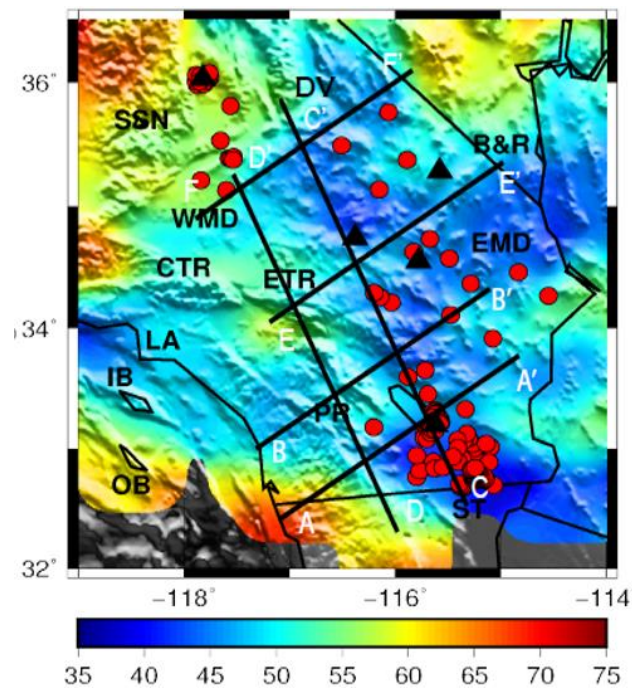 36°
F'
DV
C'
SSN
B&R
D'
E'
F
WMD
EMD
CTR
ETR
B'
34°
E
LA
A'
IB
PR
B
OB
C
A
D
ST
32°
-118° -116° -114
35 40 45 50 55 60 65 70 75